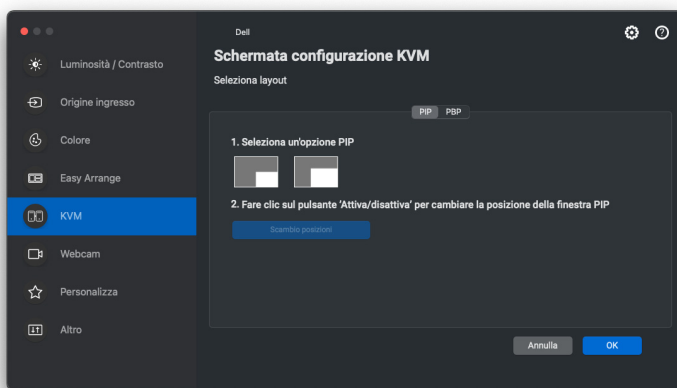 Dell
Schermata configurazione KVM
Seleziona layout
Luminosità / Contrasto
Origine ingresso
Colore
Easy Arrange
KVM
Webcam
Personalizza
Altro
PIP PBP
1. Seleziona un'opzione PIP
2. Fare clic sul pulsante 'Attiva/disattiva' per cambiare la posizione della finestra PIP
Scambio posizioni
Annulla OK